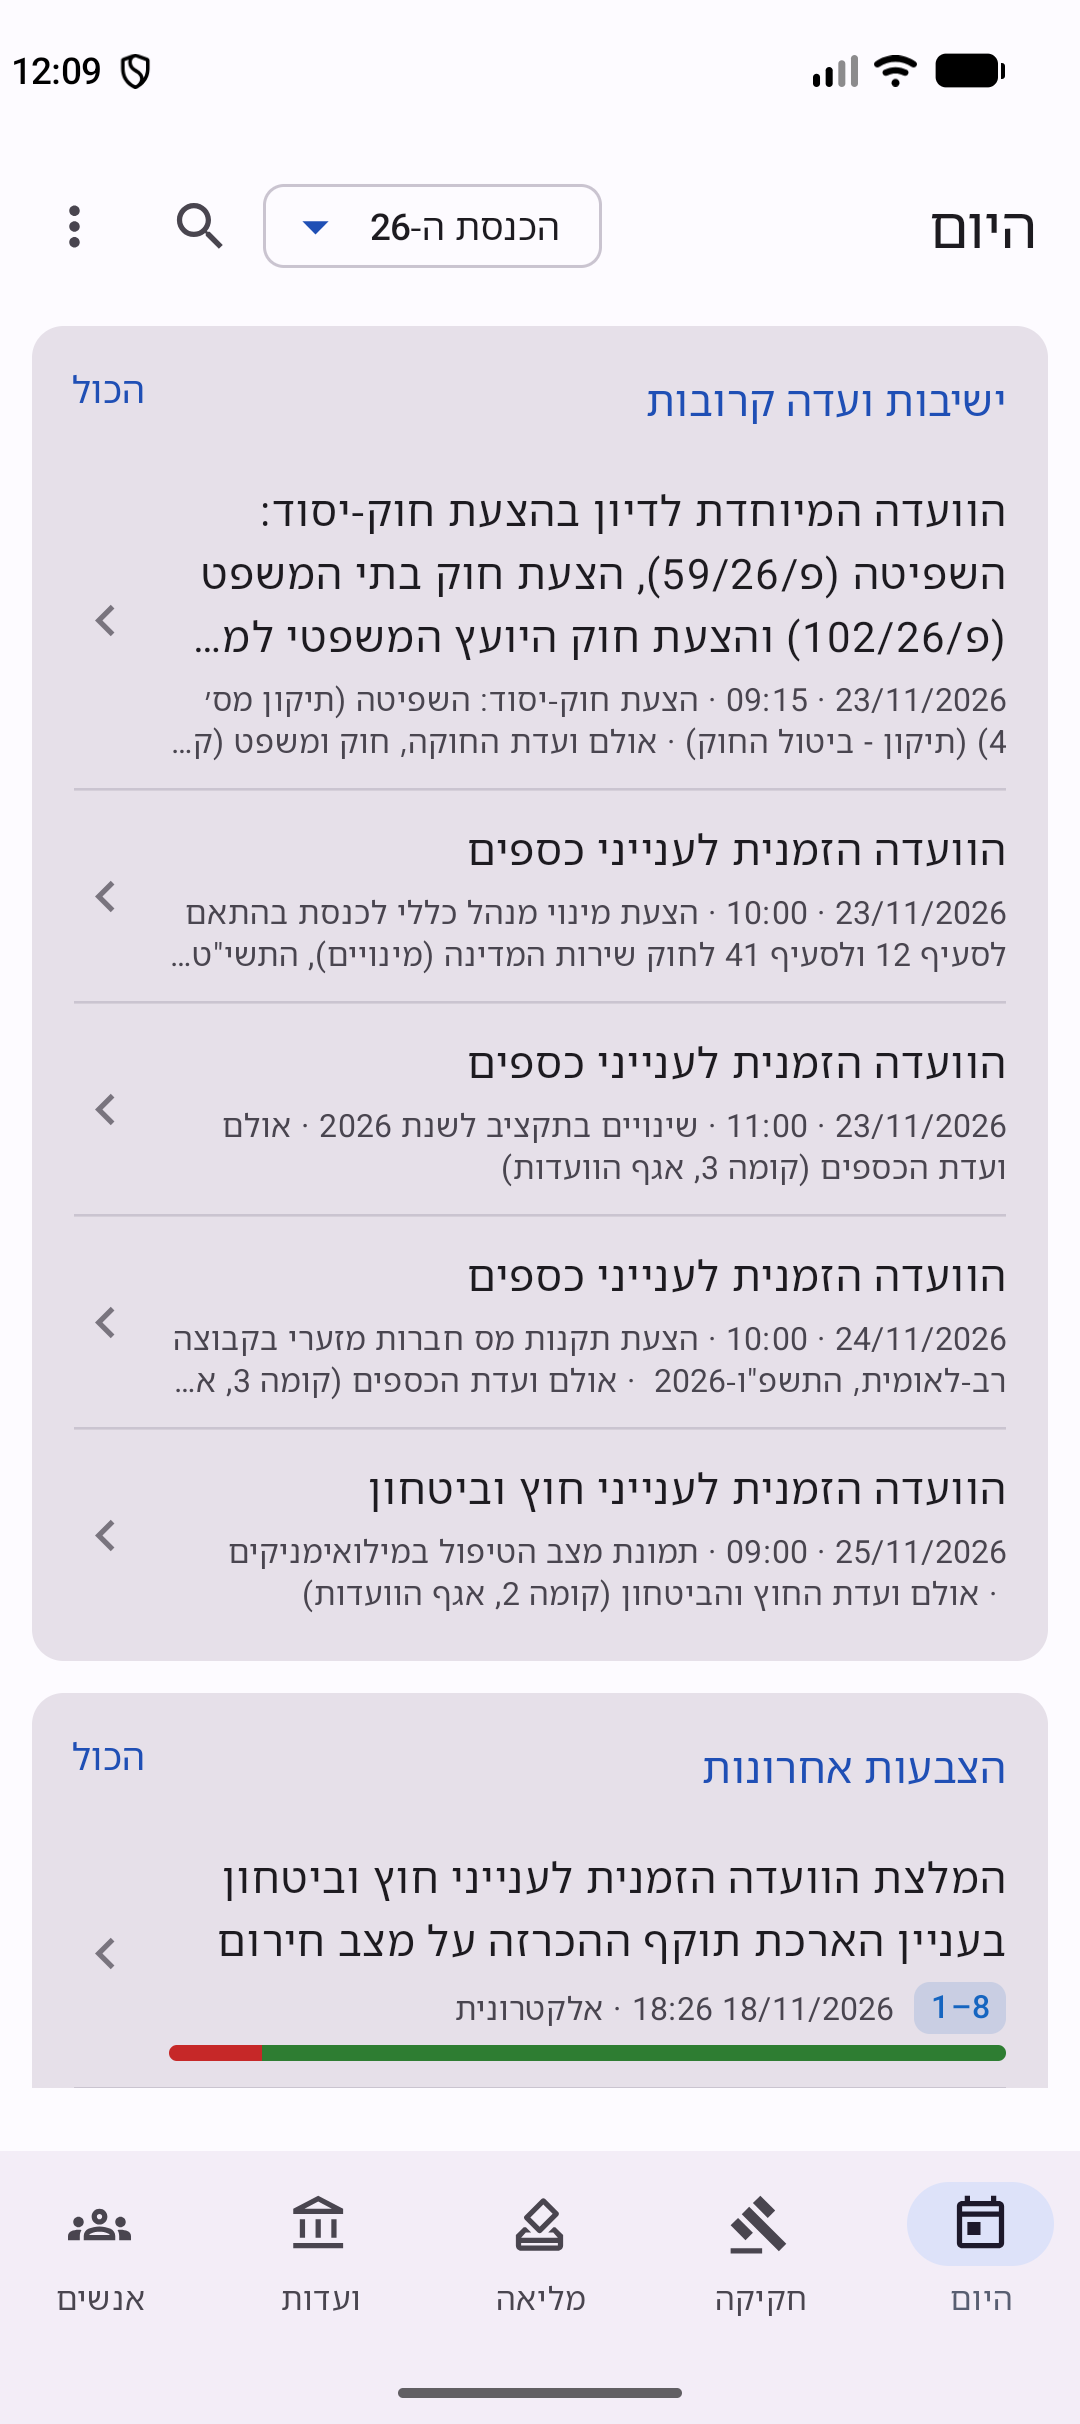 12:09
היום
הכנסת ה-26
ישיבות ועדה קרובות
הכול
הוועדה המיוחדת לדיון בהצעת חוק-יסוד:
השפיטה (פ/59/26), הצעת חוק בתי המשפט
(פ/102/26) והצעת חוק היועץ המשפטי למ...
23/11/2026 · 09:15 · הצעת חוק-יסוד: השפיטה (תיקון מס׳
4) (תיקון - ביטול החוק) · אולם ועדת החוקה, חוק ומשפט (ק...
הוועדה הזמנית לענייני כספים
23/11/2026 · 10:00 · הצעת מינוי מנהל כללי לכנסת בהתאם
לסעיף 12 ולסעיף 41 לחוק שירות המדינה (מינויים), התשי"ט...
הוועדה הזמנית לענייני כספים
23/11/2026 · 11:00 · שינויים בתקציב לשנת 2026 · אולם
ועדת הכספים (קומה 3, אגף הוועדות)
הוועדה הזמנית לענייני כספים
24/11/2026 · 10:00 · הצעת תקנות מס חברות מזערי בקבוצה
רב-לאומית, התשפ"ו-2026 · אולם ועדת הכספים (קומה 3, א...
הוועדה הזמנית לענייני חוץ וביטחון
25/11/2026 · 09:00 · תמונת מצב הטיפול במילואימניקים
· אולם ועדת החוץ והביטחון (קומה 2, אגף הוועדות)
הצבעות אחרונות
הכול
המלצת הוועדה הזמנית לענייני חוץ וביטחון
בעניין הארכת תוקף ההכרזה על מצב חירום
8–1 18/11/2026 18:26 · אלקטרונית
היום
חקיקה
מליאה
ועדות
אנשים